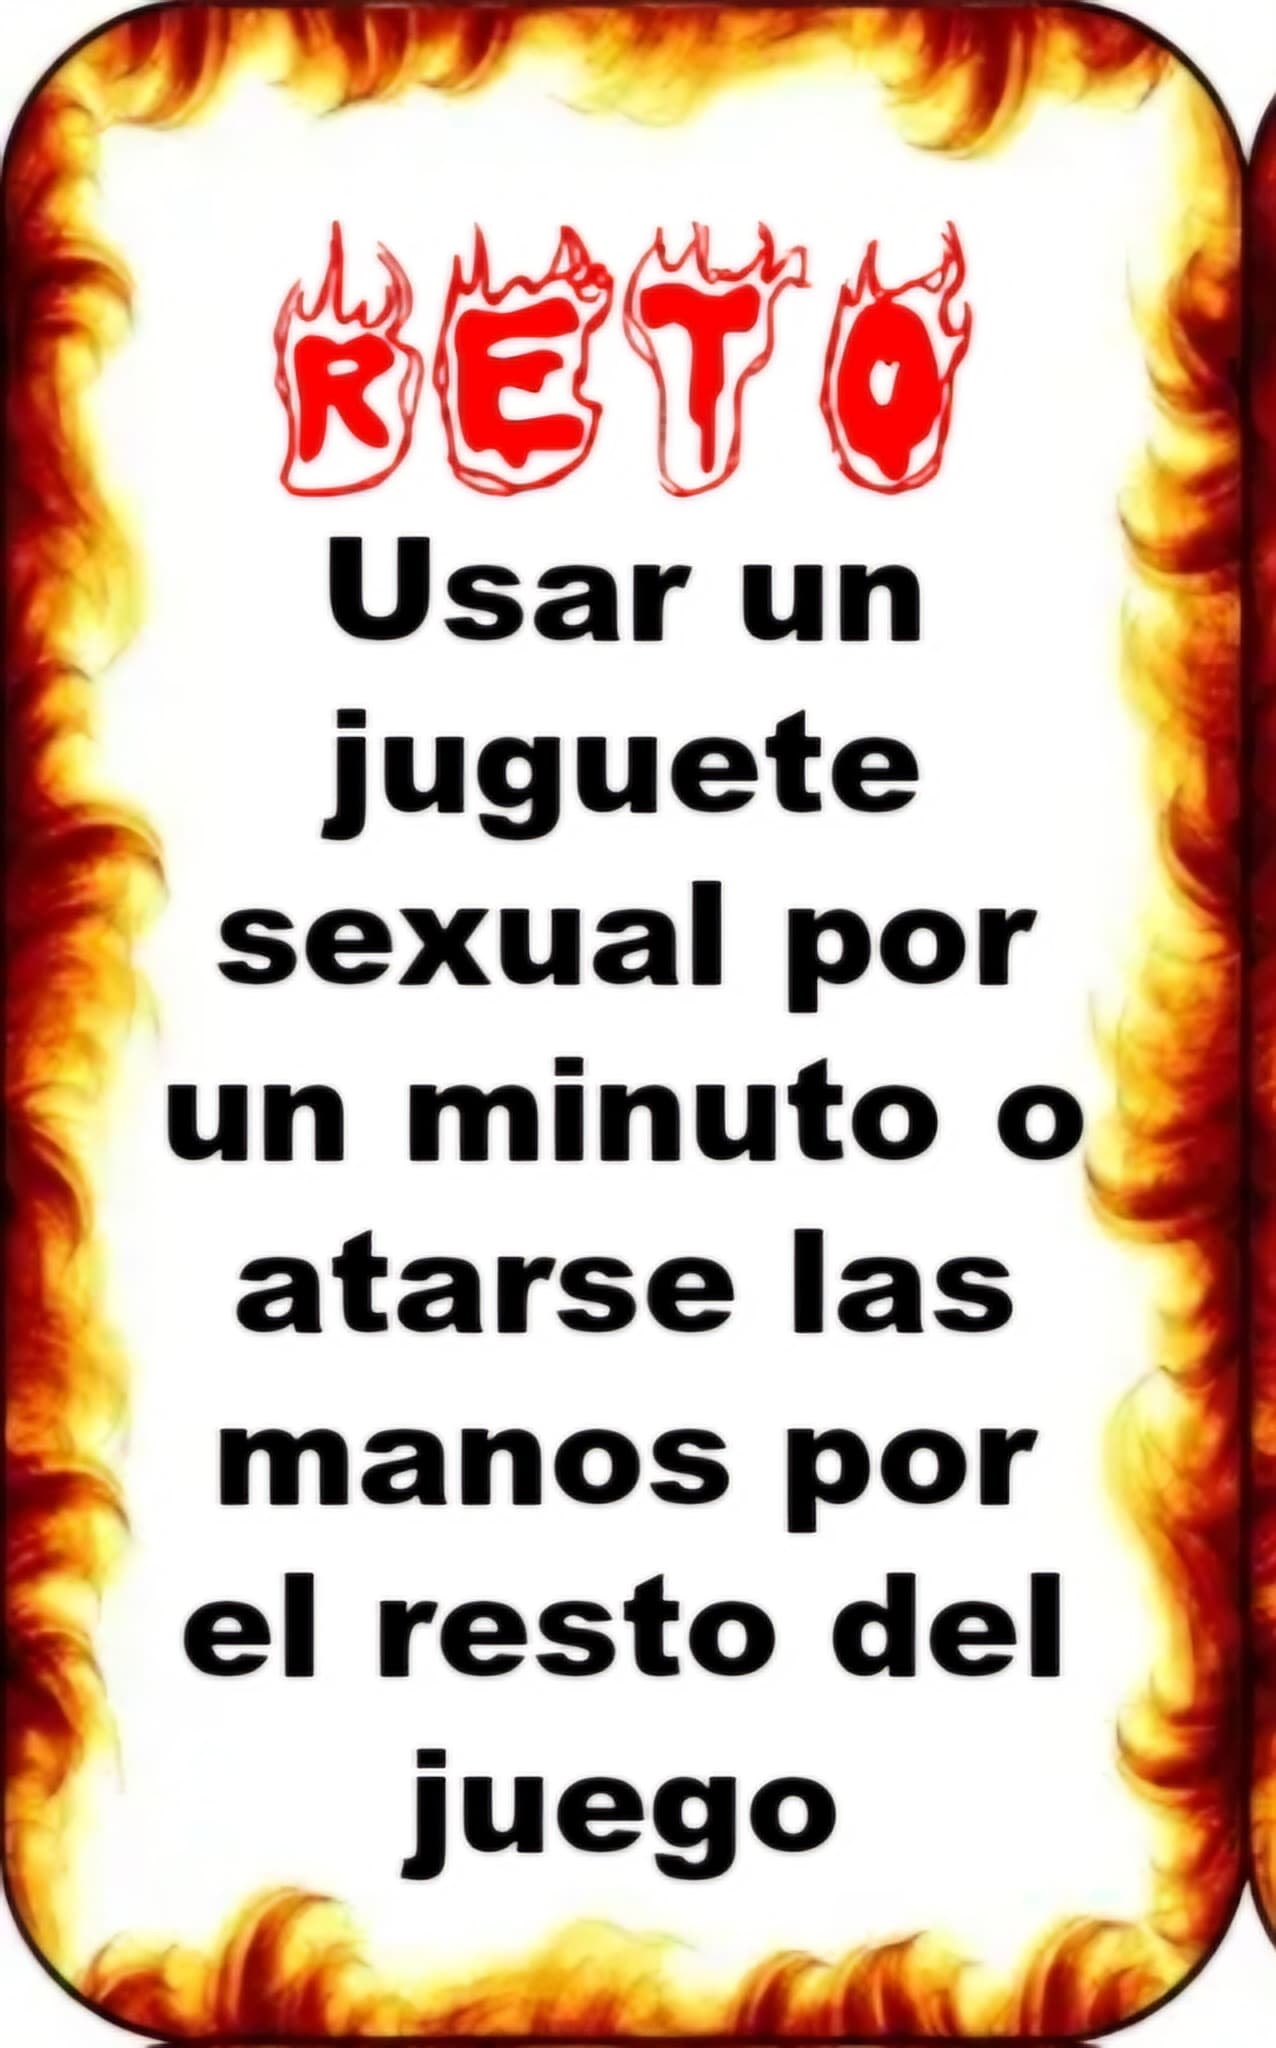 RETO
Usar un
juguete
sexual por
un minuto o
atarse las
manos por
el resto del
juego